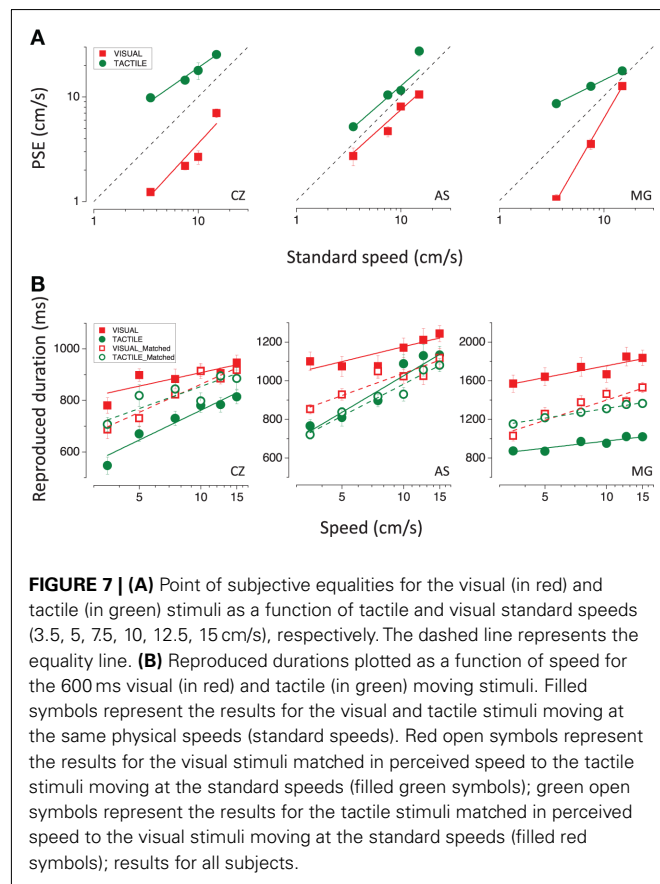 A
VISUAL
TACTILE
PSE (cm/s)
10
1
CZ
AS
MG
1
10
1
10
1
10
Standard speed (cm/s)
B
VISUAL
TACTILE
VISUAL_Matched
TACTILE_Matched
Reproduced duration (ms)
1000
800
600
CZ
1200
1000
800
600
AS
2000
1600
1200
800
MG
5
10
15
5
10
15
5
10
15
Speed (cm/s)
FIGURE 7 | (A) Point of subjective equalities for the visual (in red) and
tactile (in green) stimuli as a function of tactile and visual standard speeds
(3.5, 5, 7.5, 10, 12.5, 15 cm/s), respectively. The dashed line represents the
equality line. (B) Reproduced durations plotted as a function of speed for
the 600 ms visual (in red) and tactile (in green) moving stimuli. Filled
symbols represent the results for the visual and tactile stimuli moving at
the same physical speeds (standard speeds). Red open symbols represent
the results for the visual stimuli matched in perceived speed to the tactile
stimuli moving at the standard speeds (filled green symbols); green open
symbols represent the results for the tactile stimuli matched in perceived
speed to the visual stimuli moving at the standard speeds (filled red
symbols); results for all subjects.